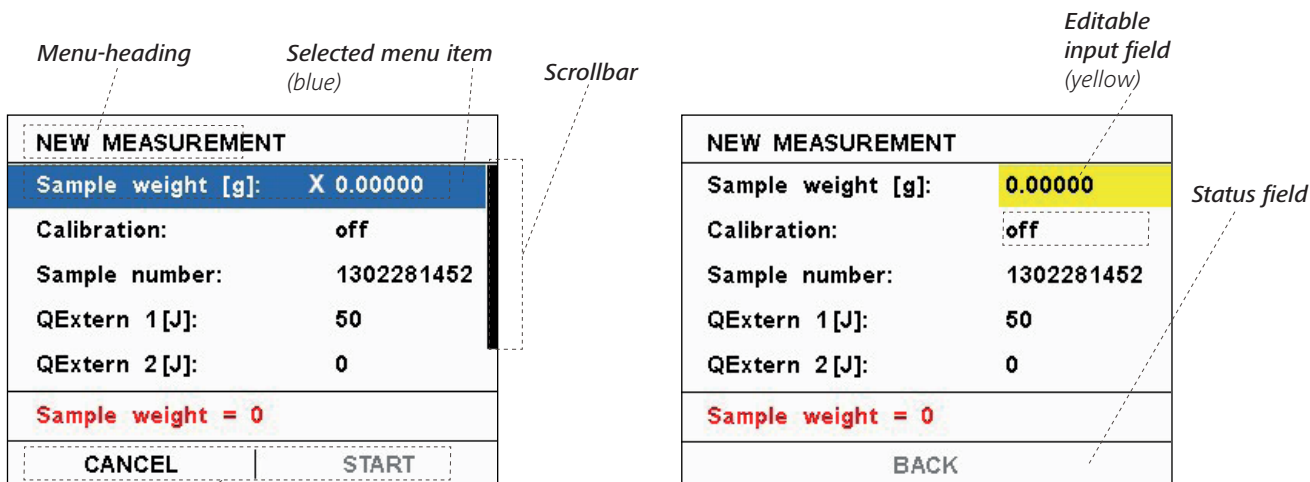 Menu-heading
Selected menu item
(blue)
Scrollbar
NEW MEASUREMENT
Sample weight [g]: X 0.00000
Calibration: off
Sample number: 1302281452
QExtern 1[J]: 50
QExtern 2[J]: 0
Sample weight = 0
CANCEL START
Editable
input field
(yellow)
Status field
NEW MEASUREMENT
Sample weight [g]: 0.00000
Calibration: off
Sample number: 1302281452
QExtern 1[J]: 50
QExtern 2[J]: 0
Sample weight = 0
BACK